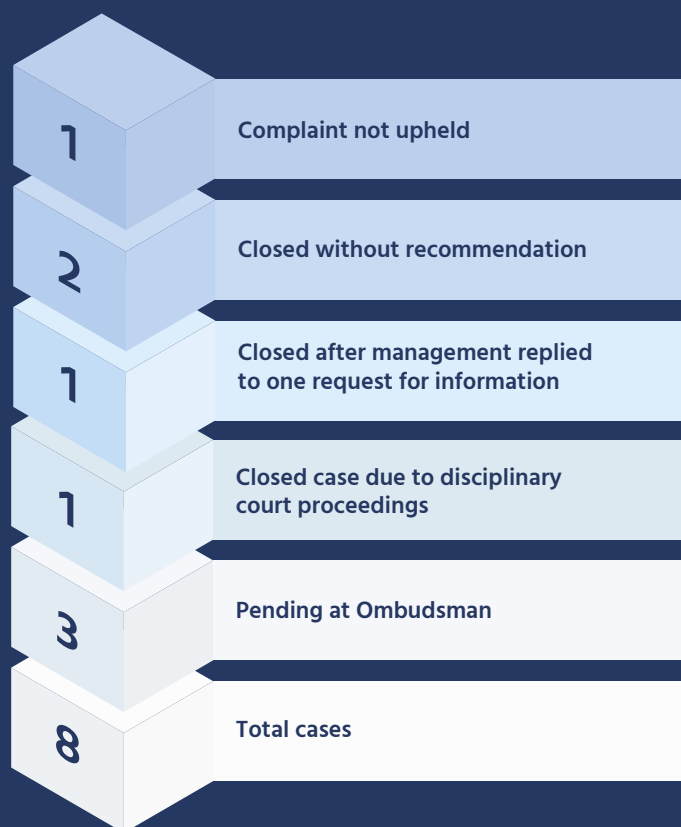 1
Complaint not upheld
2
Closed without recommendation
1
Closed after management replied
to one request for information
1
Closed case due to disciplinary
court proceedings
3
Pending at Ombudsman
8
Total cases